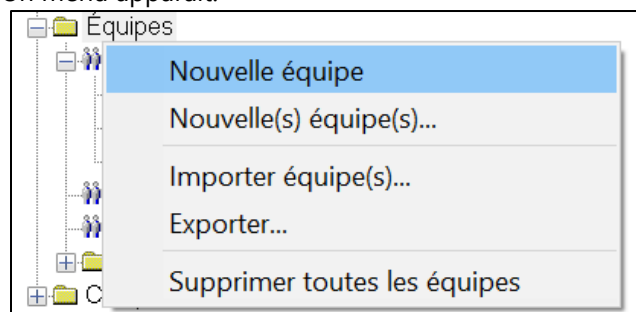 Équipes
Nouvelle équipe
Nouvelle(s) équipe(s)...
Importer équipe(s)...
Exporter...
Supprimer toutes les équipes
C